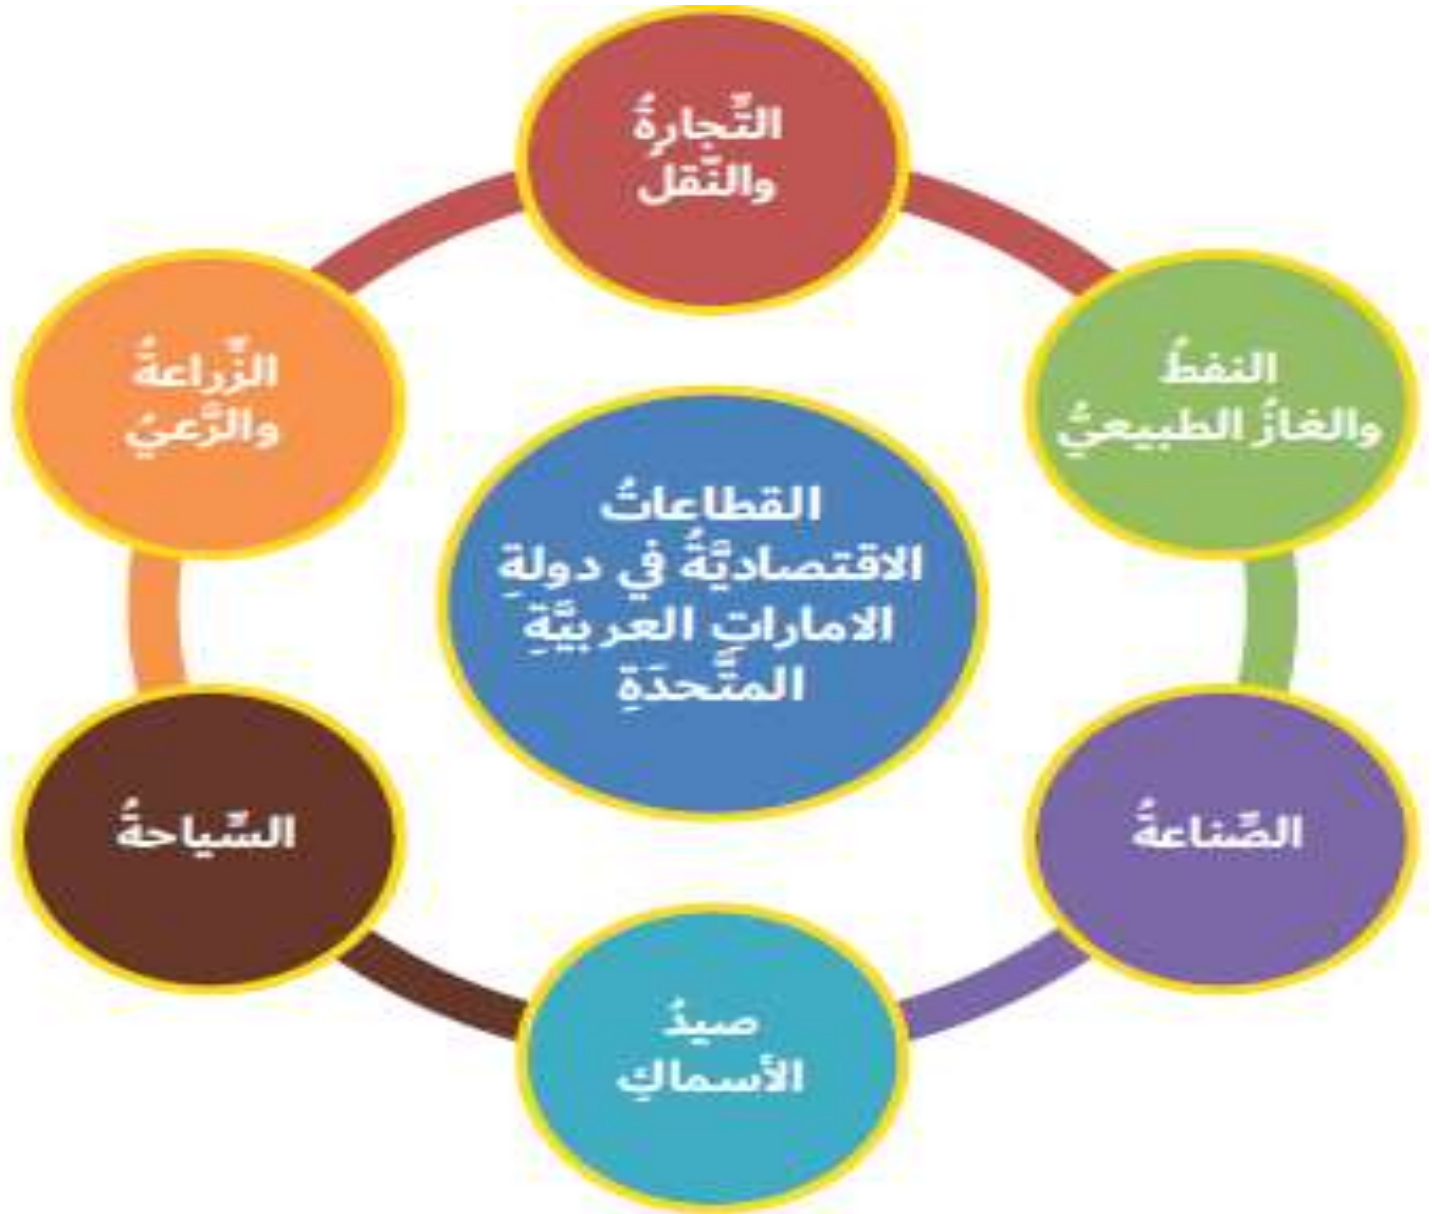 التِّجارةُ
والنَّقلُ
النفطُ
والغازُ الطبيعيُّ
الزِّراعةُ
والرَّعيُ
القطاعاتُ
الاقتصاديَّةُ في دولةِ
الاماراتِ العربيَّةِ
المتَّحدَةِ
الصِّناعةُ
السِّياحةُ
صيدُ
الأسماكِ